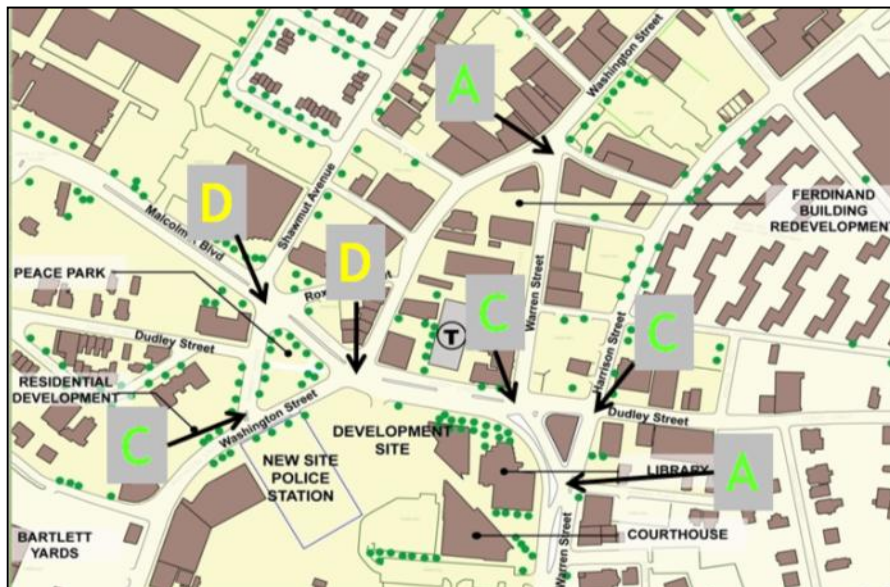 Washington Street
A
D
Shawmut Avenue
Malcolm Blvd
FERDINAND
BUILDING
REDEVELOPMENT
D
PEACE PARK
C
Warren Street
T
Harrison Street
C
Dudley Street
RESIDENTIAL
DEVELOPMENT
C
Washington Street
DEVELOPMENT
SITE
Dudley Street
NEW SITE
POLICE
STATION
LIBRARY
A
COURTHOUSE
BARTLETT
YARDS
Warren Street